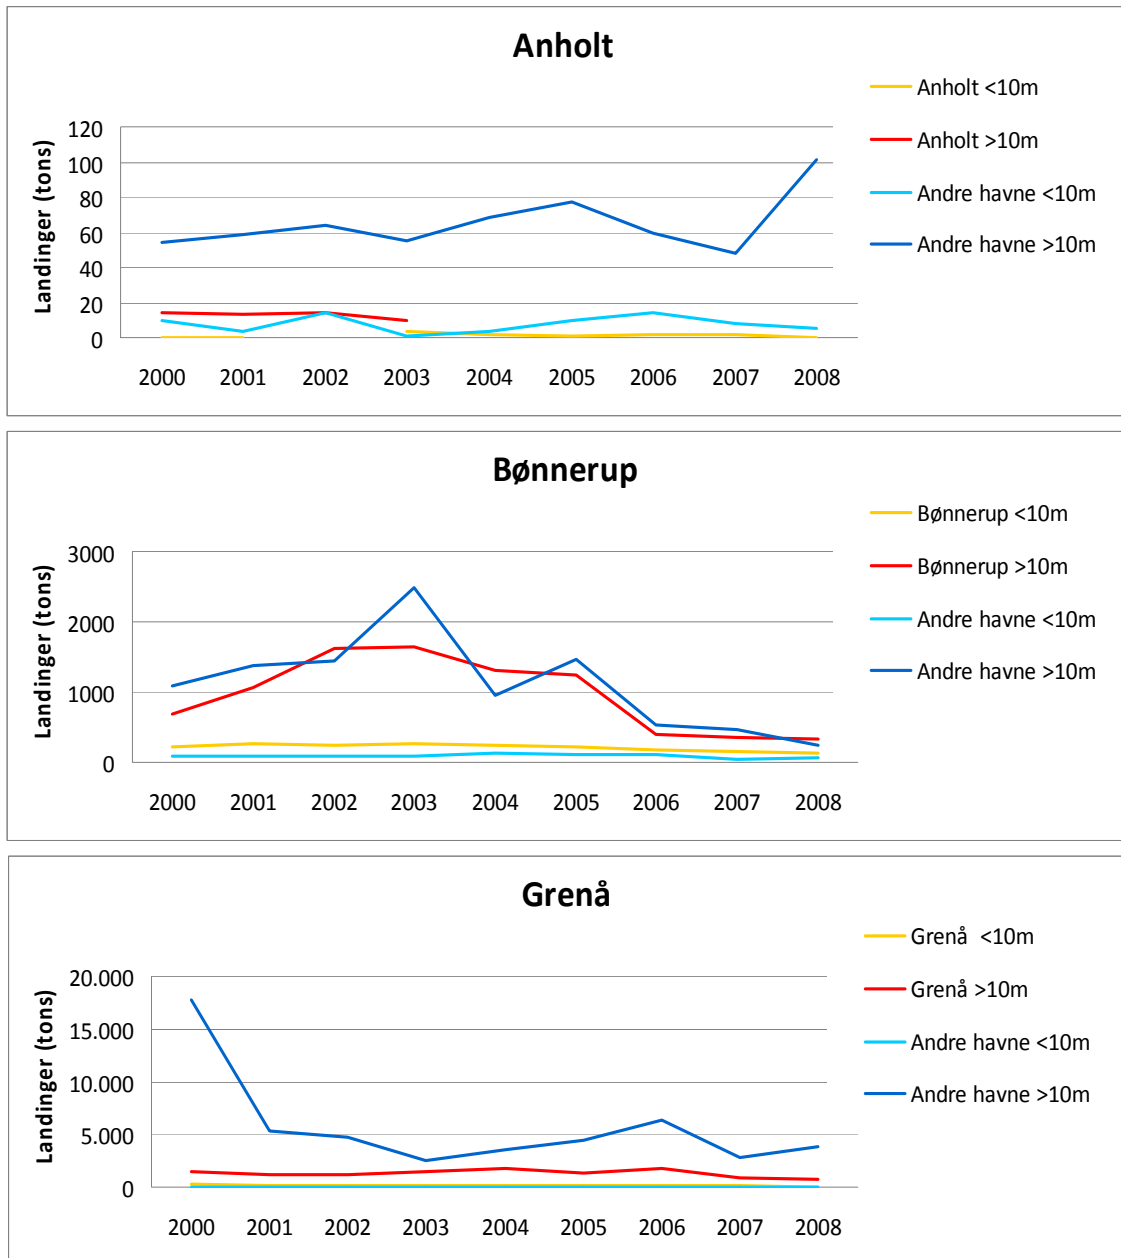 Anholt
Anholt <10m
Anholt >10m
Andre havne <10m
Andre havne >10m
Landinger (tons)
120
100
80
60
40
20
0
2000 2001 2002 2003 2004 2005 2006 2007 2008
Bønnerup
Bønnerup <10m
Bønnerup >10m
Andre havne <10m
Andre havne >10m
Landinger (tons)
3000
2000
1000
0
2000 2001 2002 2003 2004 2005 2006 2007 2008
Grenå
Grenå <10m
Grenå >10m
Andre havne <10m
Andre havne >10m
Landinger (tons)
20.000
15.000
10.000
5.000
0
2000 2001 2002 2003 2004 2005 2006 2007 2008